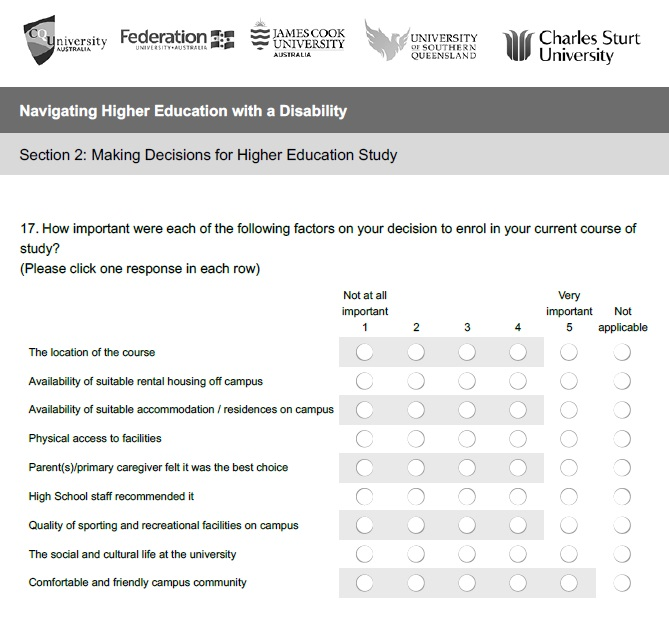 CQUniversity
AUSTRALIA
Federation
UNIVERSITY•AUSTRALIA
JAMES COOK
UNIVERSITY
AUSTRALIA
UNIVERSITY
OF SOUTHERN
QUEENSLAND
Charles Sturt
University
Navigating Higher Education with a Disability
Section 2: Making Decisions for Higher Education Study
17. How important were each of the following factors on your decision to enrol in your current course of
study?
(Please click one response in each row)
Not at all important 1 2 3 4 Very important 5 Not applicable
The location of the course
Availability of suitable rental housing off campus
Availability of suitable accommodation / residences on campus
Physical access to facilities
Parent(s)/primary caregiver felt it was the best choice
High School staff recommended it
Quality of sporting and recreational facilities on campus
The social and cultural life at the university
Comfortable and friendly campus community